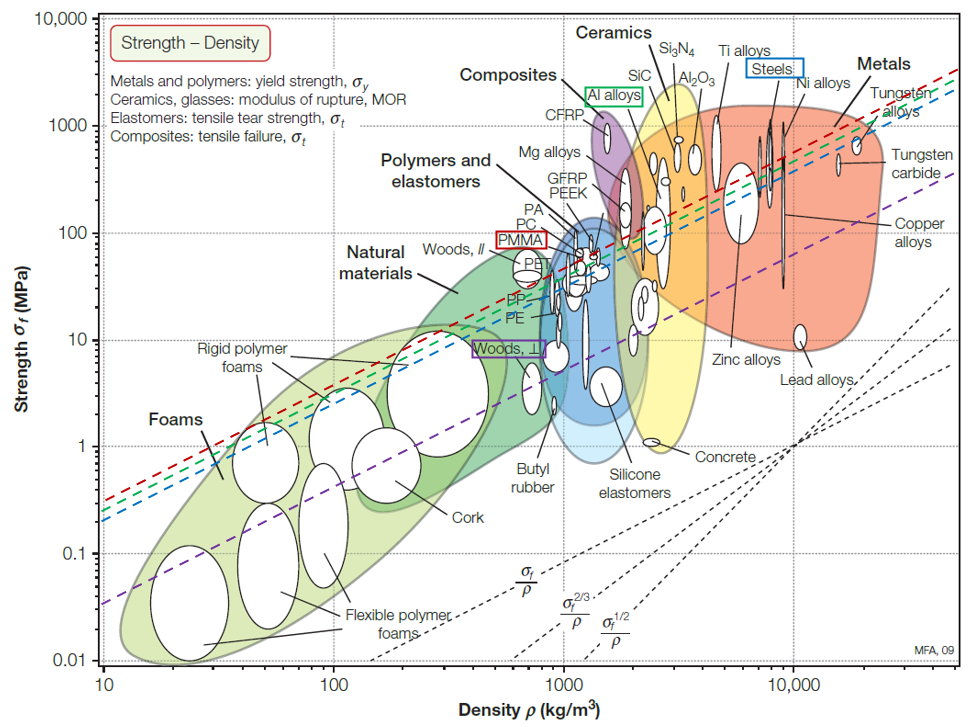 10,000
1000
100
10
1
0.1
0.01
Strength σf (MPa)
Strength – Density
Metals and polymers: yield strength, σy
Ceramics, glasses: modulus of rupture, MOR
Elastomers: tensile tear strength, σt
Composites: tensile failure, σt
Ceramics
Si3N4
Ti alloys
Composites
SiC
Al2O3
Steels
Metals
Ni alloys
Al alloys
Tungsten
alloys
CFRP
Polymers and
elastomers
Mg alloys
GFRP
PEEK
Tungsten
carbide
PA
PC
PMMA
Copper
alloys
Natural
materials
Woods, //
PET
PP
PE
Rigid polymer
foams
Woods, ⊥
Zinc alloys
Lead alloys
Foams
Butyl
rubber
Silicone
elastomers
Concrete
Cork
Flexible polymer
foams
σf
ρ
σf2/3
ρ
σf1/2
ρ
MFA, 09
10
100
1000
10,000
Density ρ (kg/m3)